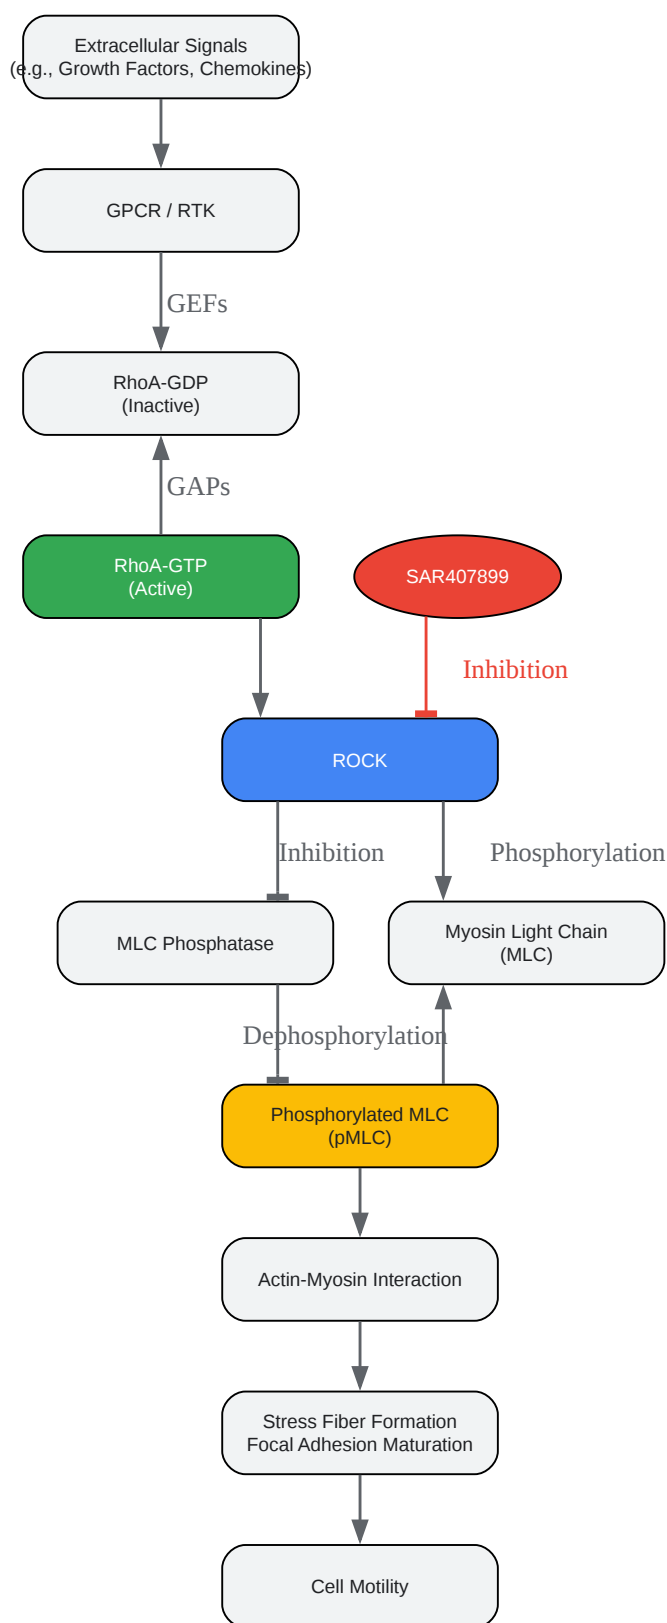 Extracellular Signals
(e.g., Growth Factors, Chemokines)
GPCR / RTK
GEFs
RhoA-GDP
(Inactive)
GAPs
RhoA-GTP
(Active)
SAR407899
Inhibition
ROCK
Inhibition
Phosphorylation
MLC Phosphatase
Myosin Light Chain
(MLC)
Dephosphorylation
Phosphorylated MLC
(pMLC)
Actin-Myosin Interaction
Stress Fiber Formation
Focal Adhesion Maturation
Cell Motility